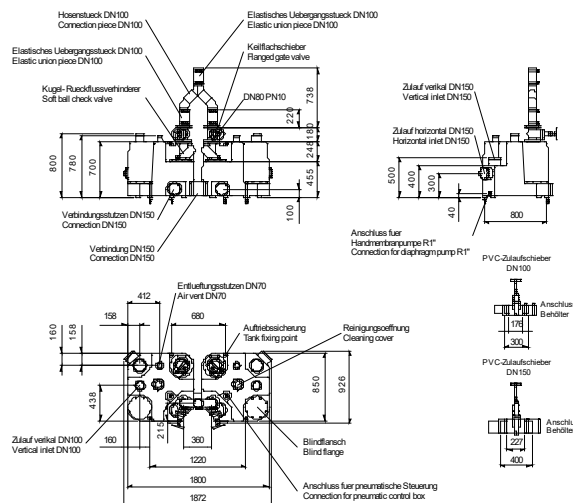 Hosenstueck DN100
Connection piece DN100
Elastisches Uebergangsstueck DN100
Elastic union piece DN100
Elastisches Uebergangsstueck DN100
Elastic union piece DN100
Keilflachschieber
Flanged gate valve
Kugel- Rueckflussverhinderer
Soft ball check valve
DN80 PN10
738
220
180
248
455
100
800
780
700
Verbindungsstutzen DN150
Connection DN150
Verbindung DN150
Connection DN150
Zulauf vertikal DN150
Vertical inlet DN150
Zulauf horizontal DN150
Horizontal inlet DN150
500
400
300
40
800
Anschluss fuer
Handmembranpumpe R1"
Connection for diaphragm pump R1"
PVC-Zulaufschieber
DN100
Anschluss
Behölter
176
300
PVC-Zulaufschieber
DN150
Anschlu
Behölter
227
400
Entlueftungsstutzen DN70
Air vent DN70
412
158
680
Auftriebssicherung
Tank fixing point
Reinigungsoeffnung
Cleaning cover
160
158
438
850
926
215
360
160
Zulauf verikal DN100
Vertical inlet DN100
Blindflansch
Blind flange
1220
1800
1872
Anschluss fuer pneumatische Steuerung
Connection for pneumatic control box